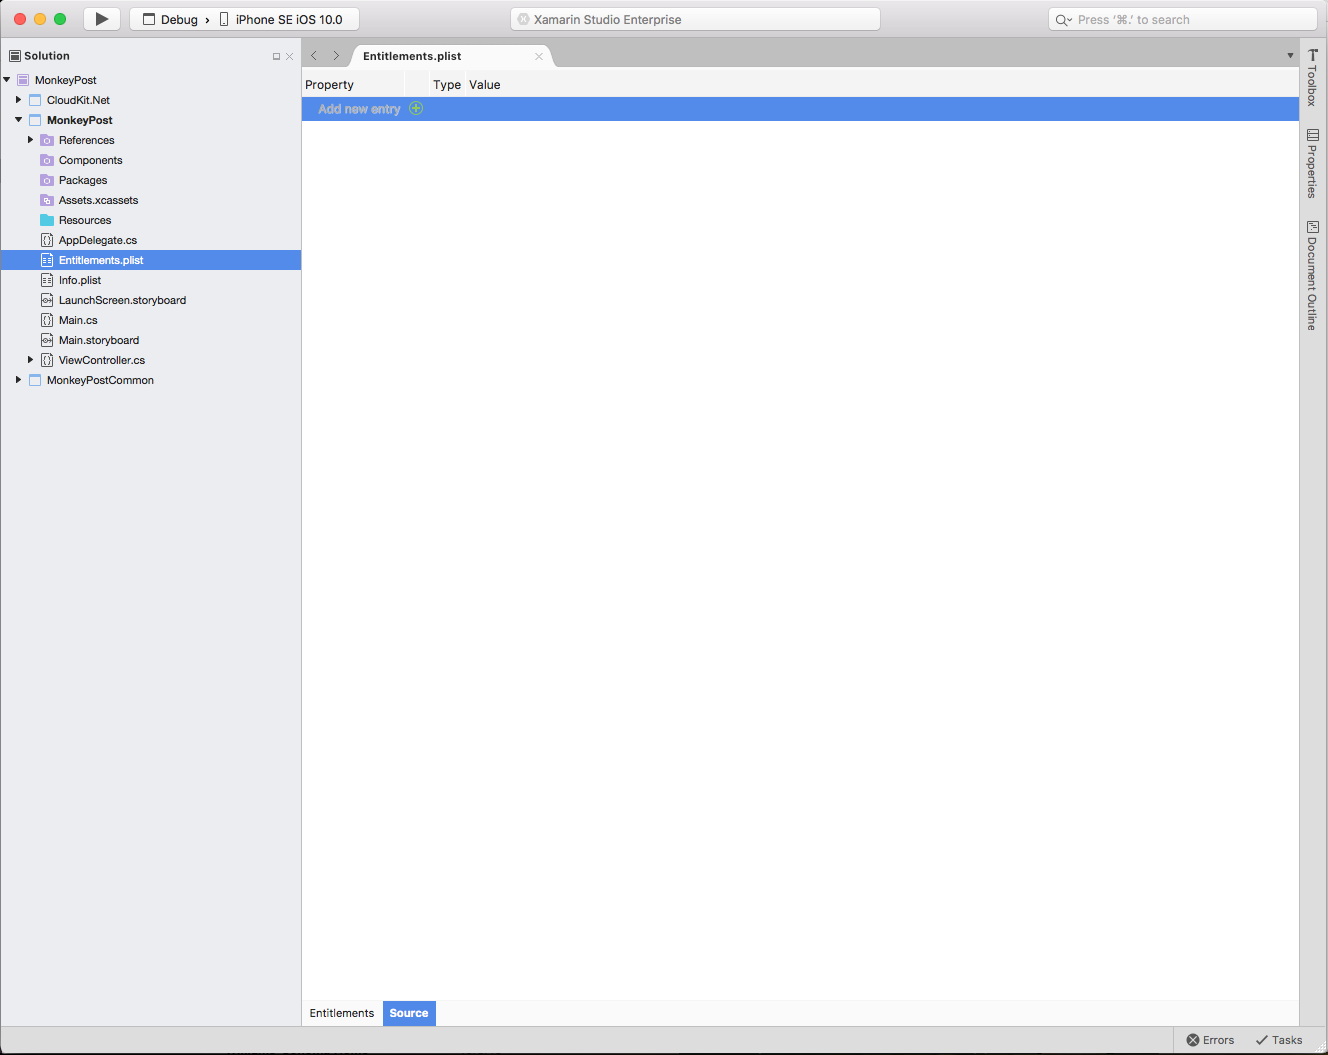 Debug › iPhone SE iOS 10.0
Xamarin Studio Enterprise
Press ‘⌘.’ to search
Solution
MonkeyPost
CloudKit.Net
MonkeyPost
References
Components
Packages
Assets.xcassets
Resources
AppDelegate.cs
Entitlements.plist
Info.plist
LaunchScreen.storyboard
Main.cs
Main.storyboard
ViewController.cs
MonkeyPostCommon
Entitlements.plist
Property Type Value
Add new entry
Entitlements Source
Toolbox
Properties
Document Outline
Errors Tasks